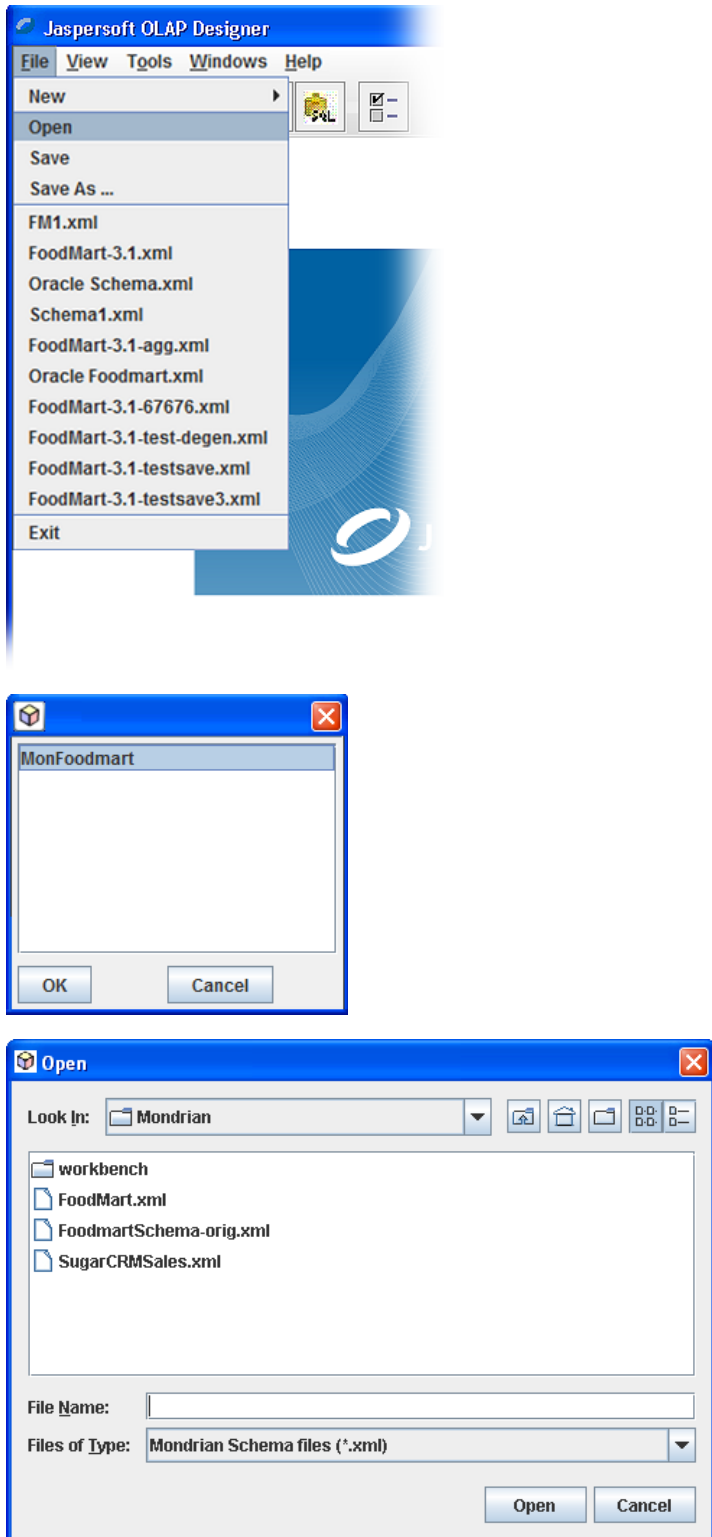 Jaspersoft OLAP Designer
File View Tools Windows Help
New
SQL
Open
Save
Save As ...
FM1.xml
FoodMart-3.1.xml
Oracle Schema.xml
Schema1.xml
FoodMart-3.1-agg.xml
Oracle Foodmart.xml
FoodMart-3.1-67676.xml
FoodMart-3.1-test-degen.xml
FoodMart-3.1-testsave.xml
FoodMart-3.1-testsave3.xml
Exit
J
MonFoodmart
OK Cancel
Open
Look In: Mondrian
workbench
FoodMart.xml
FoodmartSchema-orig.xml
SugarCRMSales.xml
File Name:
Files of Type: Mondrian Schema files (*.xml)
Open Cancel